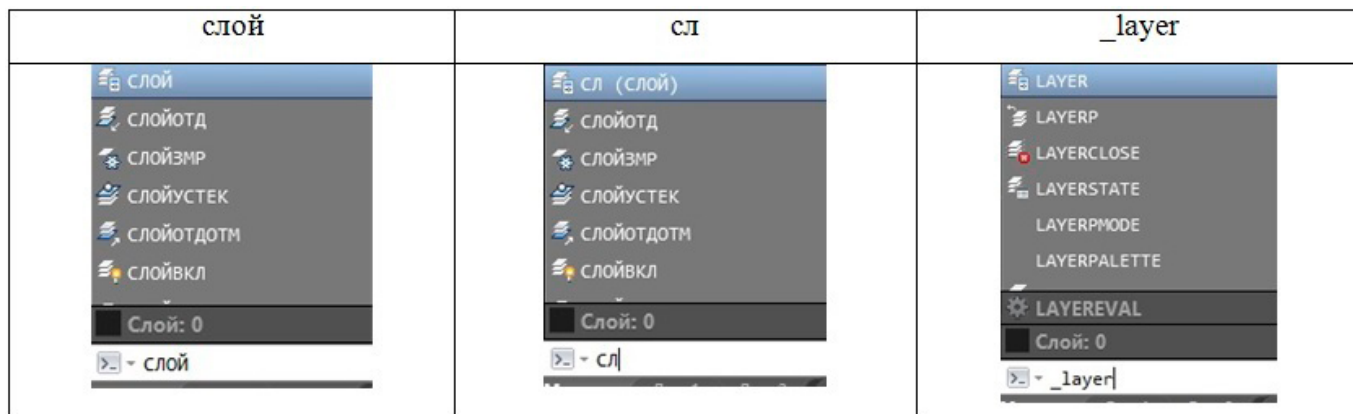 слой
сл
_layer
СЛОЙ
СЛОЙОТД
СЛОЙЗМР
СЛОЙУСТЕК
СЛОЙОТДОТМ
СЛОЙВКЛ
Слой: 0
СЛОЙ
СЛ (СЛОЙ)
СЛОЙОТД
СЛОЙЗМР
СЛОЙУСТЕК
СЛОЙОТДОТМ
СЛОЙВКЛ
Слой: 0
СЛ
LAYER
LAYERP
LAYERCLOSE
LAYERSTATE
LAYERPMODE
LAYERPALETTE
LAYEREVAL
Слой: 0
_layer